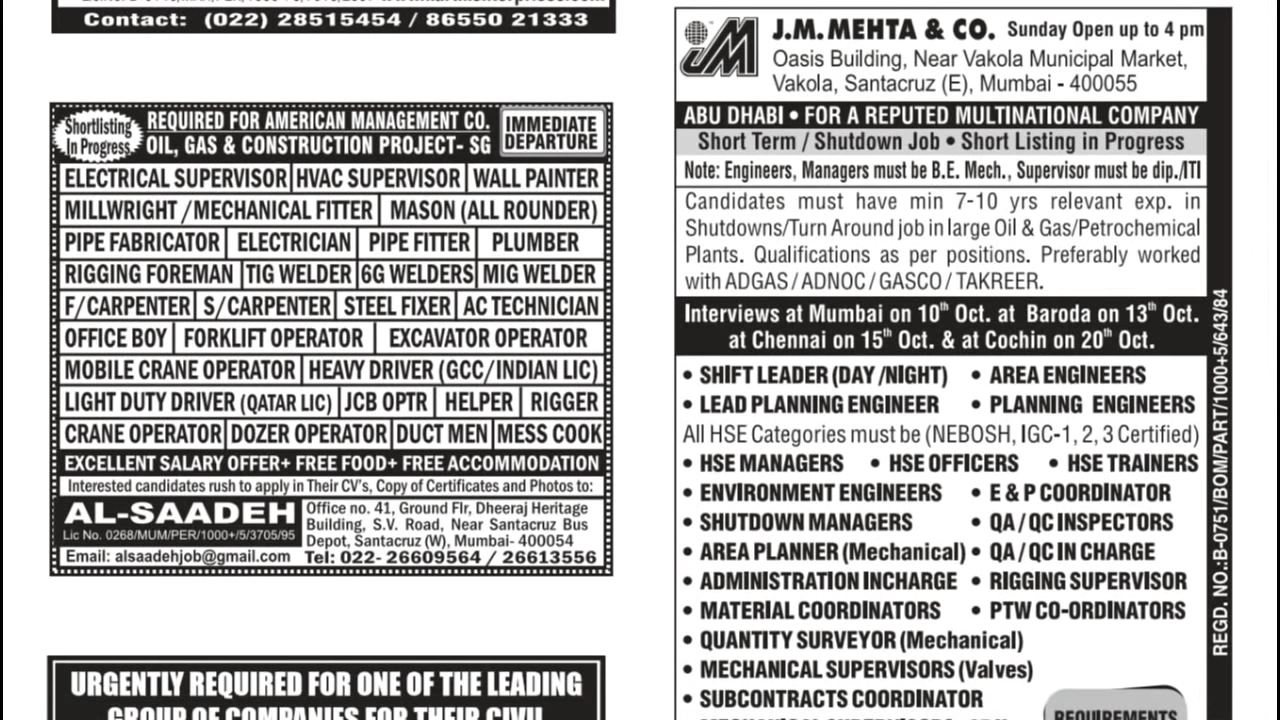 Contact: (022) 28515454 / 86550 21333
Shortlisting
In Progress
REQUIRED FOR AMERICAN MANAGEMENT CO.
OIL, GAS & CONSTRUCTION PROJECT- SG
IMMEDIATE
DEPARTURE
ELECTRICAL SUPERVISOR HVAC SUPERVISOR WALL PAINTER
MILLWRIGHT /MECHANICAL FITTER MASON (ALL ROUNDER)
PIPE FABRICATOR ELECTRICIAN PIPE FITTER PLUMBER
RIGGING FOREMAN TIG WELDER 6G WELDERS MIG WELDER
F/CARPENTER S/CARPENTER STEEL FIXER AC TECHNICIAN
OFFICE BOY FORKLIFT OPERATOR EXCAVATOR OPERATOR
MOBILE CRANE OPERATOR HEAVY DRIVER (GCC/INDIAN LIC)
LIGHT DUTY DRIVER (QATAR LIC) JCB OPTR HELPER RIGGER
CRANE OPERATOR DOZER OPERATOR DUCT MEN MESS COOK
EXCELLENT SALARY OFFER+ FREE FOOD+ FREE ACCOMMODATION
Interested candidates rush to apply in Their CV's, Copy of Certificates and Photos to:
AL-SAADEH
Lic No. 0268/MUM/PER/1000+/5/3705/95
Email: alsaadehjob@gmail.com
Office no. 41, Ground Flr, Dheeraj Heritage
Building, S.V. Road, Near Santacruz Bus
Depot, Santacruz (W), Mumbai- 400054
Tel: 022- 26609564 / 26613556
URGENTLY REQUIRED FOR ONE OF THE LEADING
GROUP OF COMPANIES FOR THEIR CIVIL
JM
J.M. MEHTA & CO. Sunday Open up to 4 pm
Oasis Building, Near Vakola Municipal Market,
Vakola, Santacruz (E), Mumbai - 400055
ABU DHABI • FOR A REPUTED MULTINATIONAL COMPANY
Short Term / Shutdown Job • Short Listing in Progress
Note: Engineers, Managers must be B.E. Mech., Supervisor must be dip./ITI
Candidates must have min 7-10 yrs relevant exp. in
Shutdowns/Turn Around job in large Oil & Gas/Petrochemical
Plants. Qualifications as per positions. Preferably worked
with ADGAS / ADNOC / GASCO / TAKREER.
Interviews at Mumbai on 10th Oct. at Baroda on 13th Oct.
at Chennai on 15th Oct. & at Cochin on 20th Oct.
• SHIFT LEADER (DAY /NIGHT) • AREA ENGINEERS
• LEAD PLANNING ENGINEER • PLANNING ENGINEERS
All HSE Categories must be (NEBOSH, IGC-1, 2, 3 Certified)
• HSE MANAGERS • HSE OFFICERS • HSE TRAINERS
• ENVIRONMENT ENGINEERS • E & P COORDINATOR
• SHUTDOWN MANAGERS • QA / QC INSPECTORS
• AREA PLANNER (Mechanical) • QA / QC IN CHARGE
• ADMINISTRATION INCHARGE • RIGGING SUPERVISOR
• MATERIAL COORDINATORS • PTW CO-ORDINATORS
• QUANTITY SURVEYOR (Mechanical)
• MECHANICAL SUPERVISORS (Valves)
• SUBCONTRACTS COORDINATOR
REQUIREMENTS
REGD. NO.:B-0751/BOM/PART/1000+5/643/84